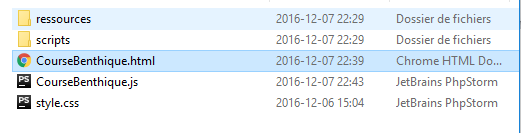 ressources 2016-12-07 22:29 Dossier de fichiers
scripts 2016-12-07 22:29 Dossier de fichiers
CourseBenthique.html 2016-12-07 22:39 Chrome HTML Do...
PS CourseBenthique.js 2016-12-07 22:43 JetBrains PhpStorm
PS style.css 2016-12-06 15:04 JetBrains PhpStorm